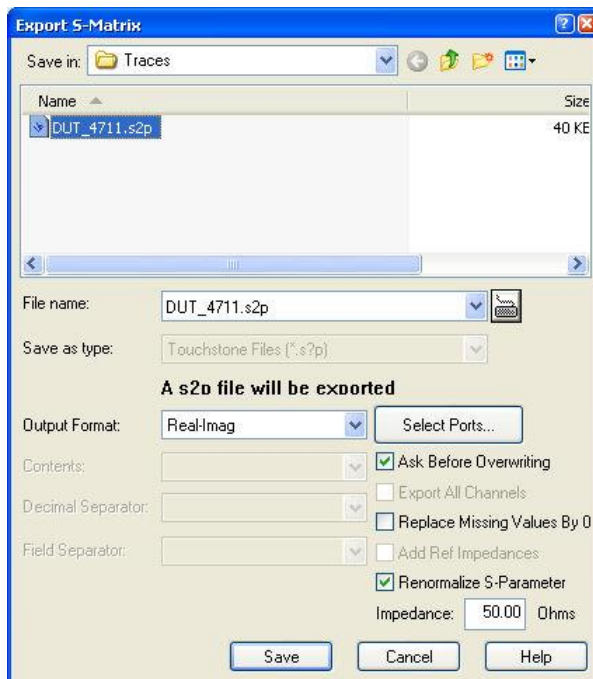 Export S-Matrix
Save in: Traces
Name Size
DUT_4711.s2p 40 KE
File name: DUT_4711.s2p
Save as type: Touchstone Files (*.s?p)
A s2p file will be exported
Output Format: Real-Imag Select Ports...
Contents: Ask Before Overwriting
Export All Channels
Decimal Separator:
Replace Missing Values By 0
Field Separator: Add Ref Impedances
Renormalize S-Parameter
Impedance: 50.00 Ohms
Save Cancel Help